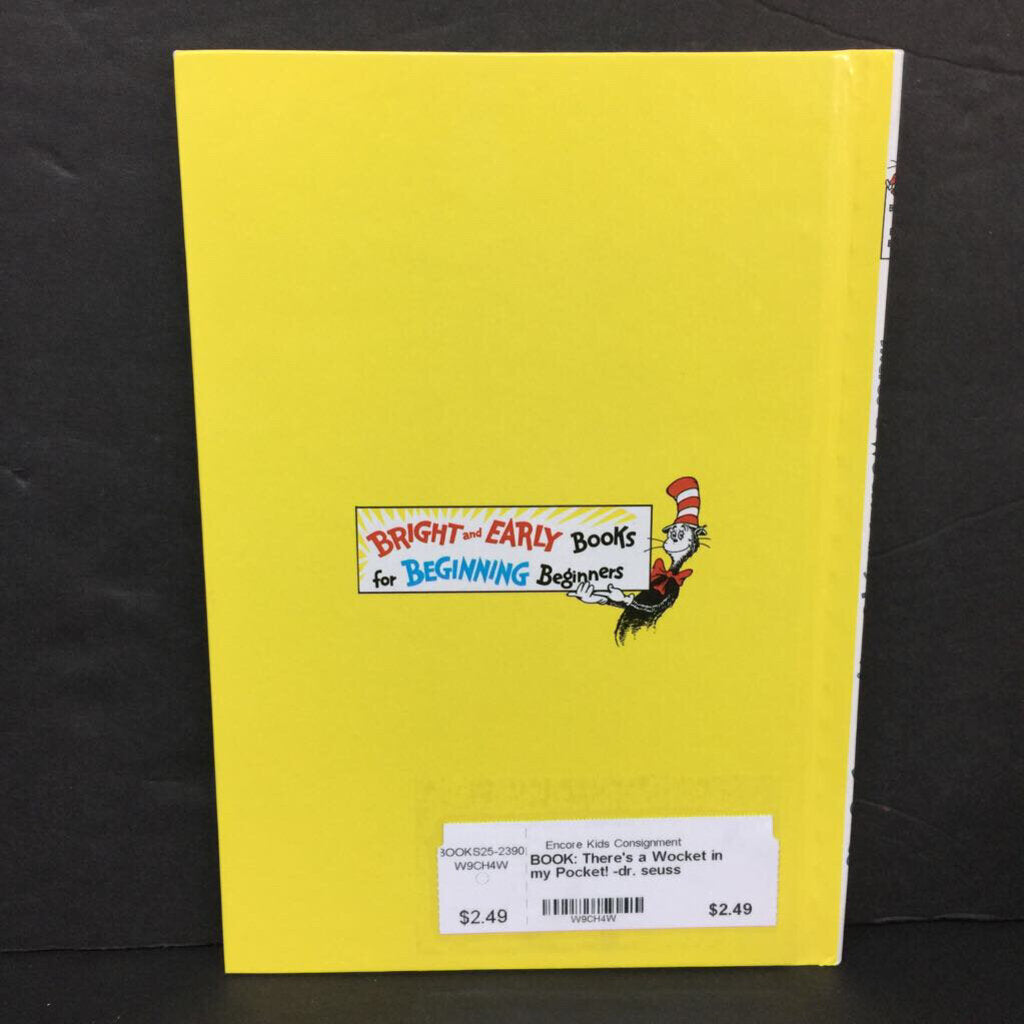 BRIGHT and EARLY Books
for BEGINNING Beginners
BOOKS25-2390
W9CH4W
$2.49
Encore Kids Consignment
BOOK: There's a Wocket in
my Pocket! -dr. seuss
W9CH4W
$2.49